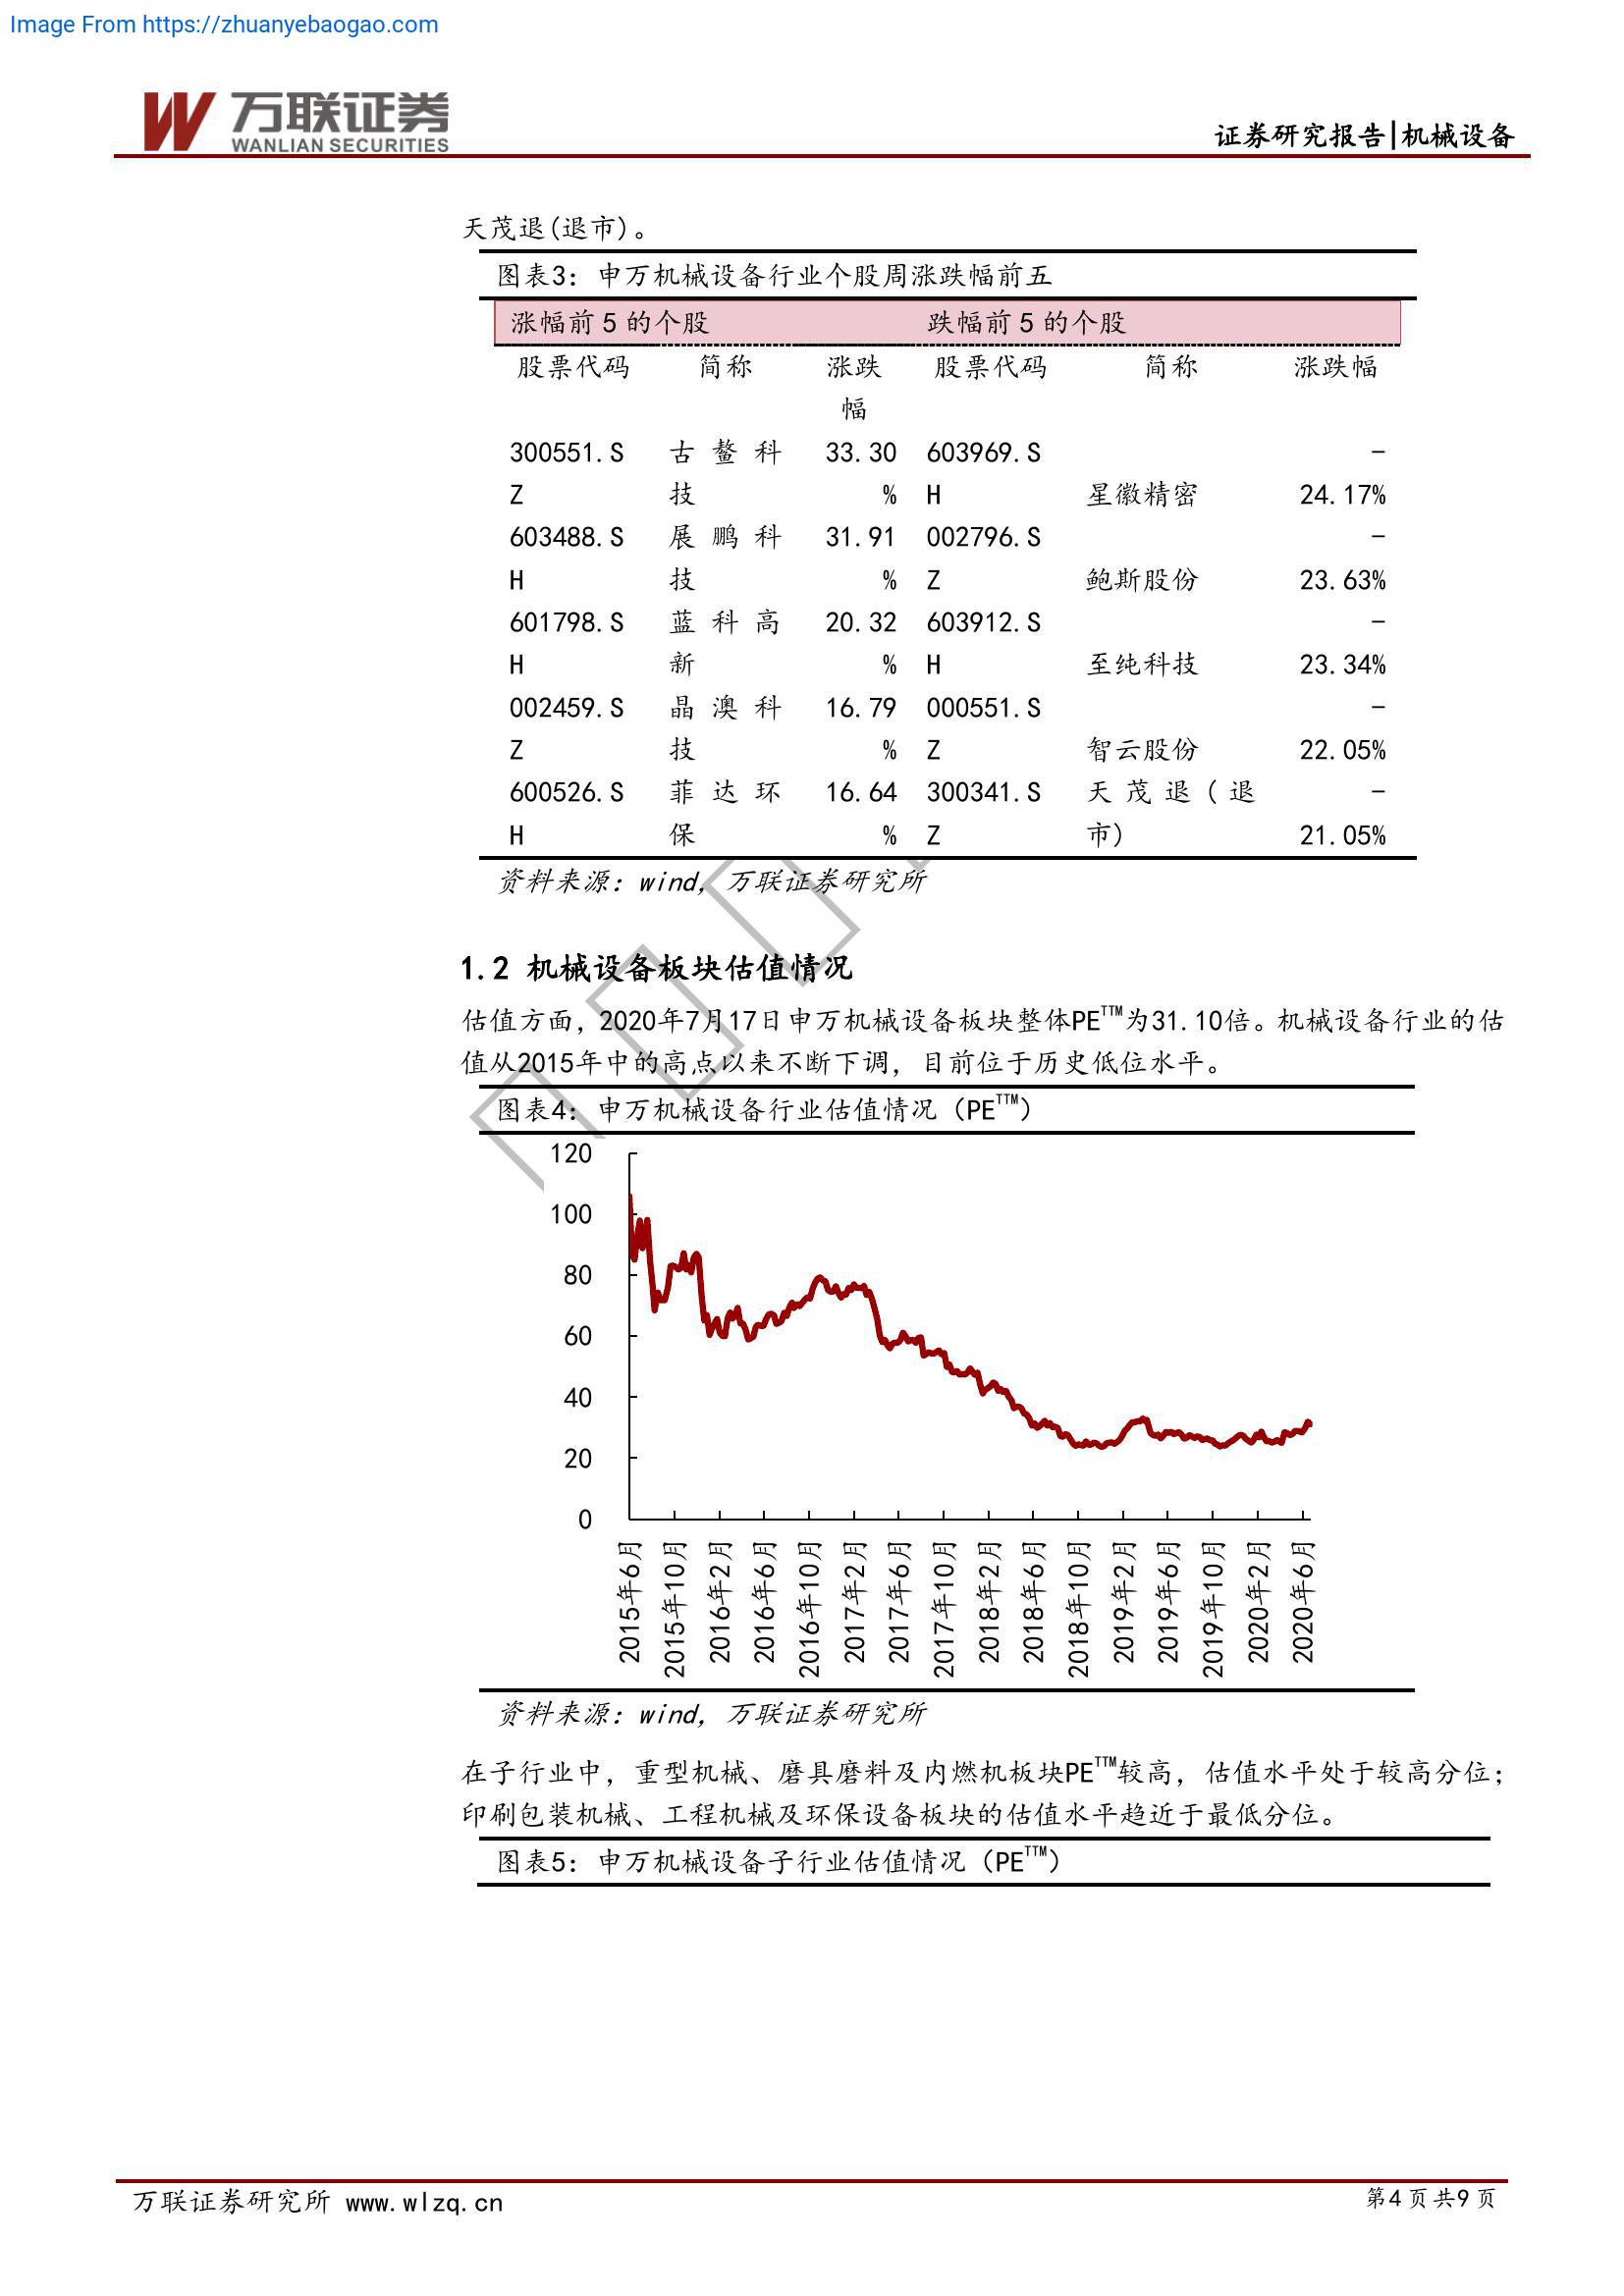 Image From https://zhuanyebaogao.com
万联证券
WANLIAN SECURITIES
证券研究报告|机械设备
天茂退(退市)。
图表3：申万机械设备行业个股周涨跌幅前五
涨幅前 5 的个股 跌幅前 5 的个股
股票代码 简称 涨跌 股票代码 简称 涨跌幅
幅
300551.S 古鳌科 33.30 603969.S -
Z 技 % H 星徽精密 24.17%
603488.S 展鹏科 31.91 002796.S -
H 技 % Z 鲍斯股份 23.63%
601798.S 蓝科高 20.32 603912.S -
H 新 % H 至纯科技 23.34%
002459.S 晶澳科 16.79 000551.S -
Z 技 % Z 智云股份 22.05%
600526.S 菲达环 16.64 300341.S 天茂退(退 -
H 保 % Z 市) 21.05%
资料来源：wind，万联证券研究所
1.2 机械设备板块估值情况
估值方面，2020年7月17日申万机械设备板块整体PETTM为31.10倍。机械设备行业的估
值从2015年中的高点以来不断下调，目前位于历史低位水平。
图表4：申万机械设备行业估值情况（PETTM）
120
100
80
60
40
20
0
2015年6月
2015年10月
2016年2月
2016年6月
2016年10月
2017年2月
2017年6月
2017年10月
2018年2月
2018年6月
2018年10月
2019年2月
2019年6月
2019年10月
2020年2月
2020年6月
资料来源：wind，万联证券研究所
在子行业中，重型机械、磨具磨料及内燃机板块PETTM较高，估值水平处于较高分位；
印刷包装机械、工程机械及环保设备板块的估值水平趋近于最低分位。
图表5：申万机械设备子行业估值情况（PETTM）
万联证券研究所 www.wlzq.cn
第4页共9页